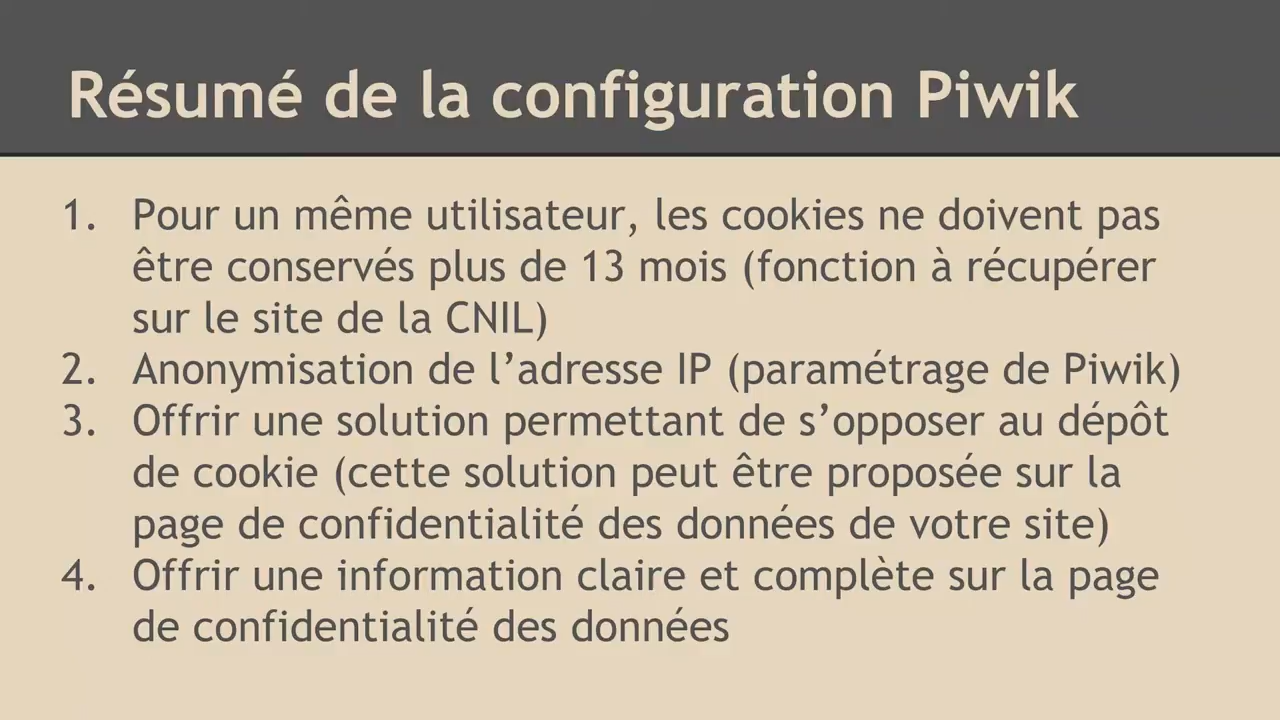 Résumé de la configuration Piwik
1. Pour un même utilisateur, les cookies ne doivent pas
être conservés plus de 13 mois (fonction à récupérer
sur le site de la CNIL)
2. Anonymisation de l’adresse IP (paramétrage de Piwik)
3. Offrir une solution permettant de s’opposer au dépôt
de cookie (cette solution peut être proposée sur la
page de confidentialité des données de votre site)
4. Offrir une information claire et complète sur la page
de confidentialité des données